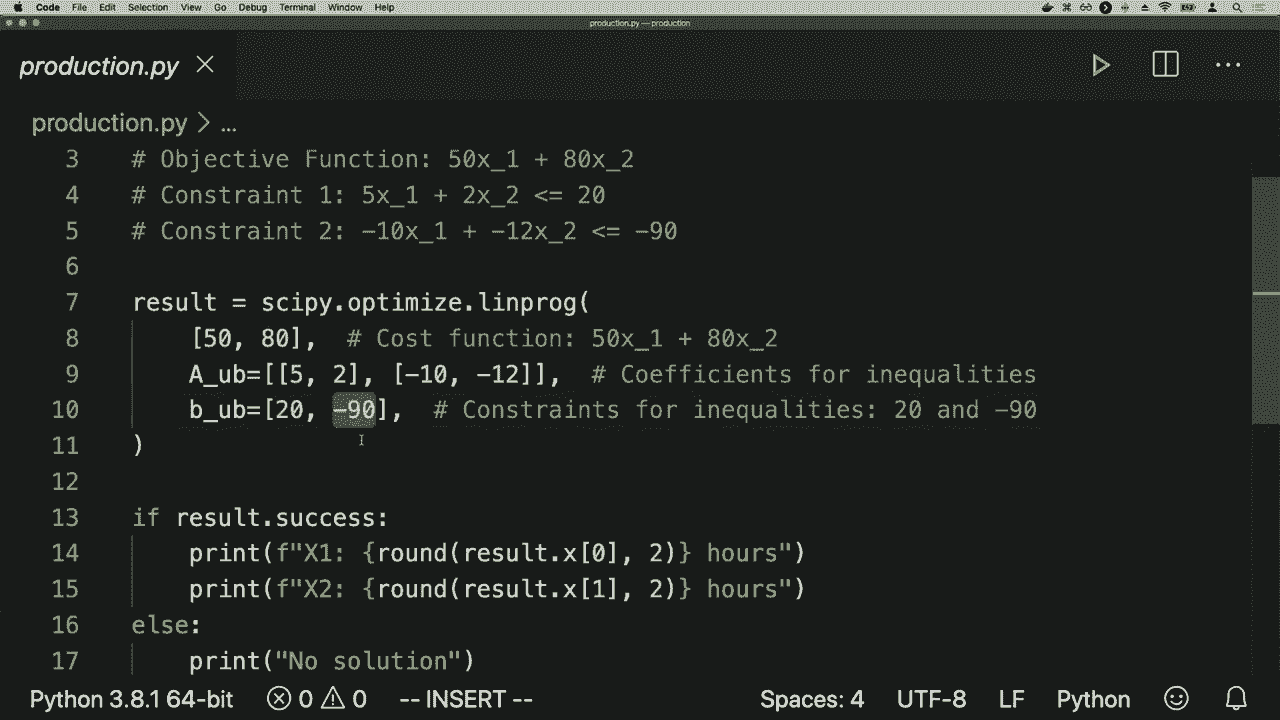 Code File Edit Selection View Go Debug Terminal Window Help
production.py — production
production.py
production.py > ...
3 # Objective Function: 50x_1 + 80x_2
4 # Constraint 1: 5x_1 + 2x_2 <= 20
5 # Constraint 2: -10x_1 + -12x_2 <= -90
6
7 result = scipy.optimize.linprog(
8 [50, 80], # Cost function: 50x_1 + 80x_2
9 A_ub=[[5, 2], [-10, -12]], # Coefficients for inequalities
10 b_ub=[20, -90], # Constraints for inequalities: 20 and -90
11 )
12
13 if result.success:
14 print(f"X1: {round(result.x[0], 2)} hours")
15 print(f"X2: {round(result.x[1], 2)} hours")
16 else:
17 print("No solution")
Python 3.8.1 64-bit 0 0 -- INSERT -- Spaces: 4 UTF-8 LF Python